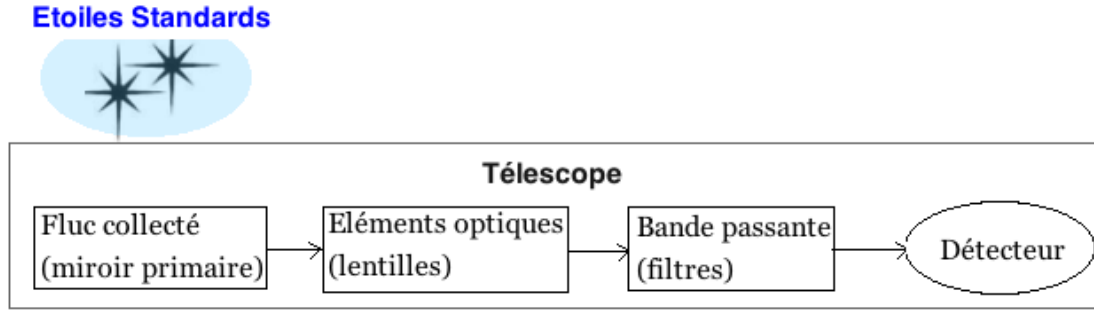 Etoiles Standards
Télescope
Fluc collecté
(miroir primaire)
Eléments optiques
(lentilles)
Bande passante
(filtres)
Détecteur